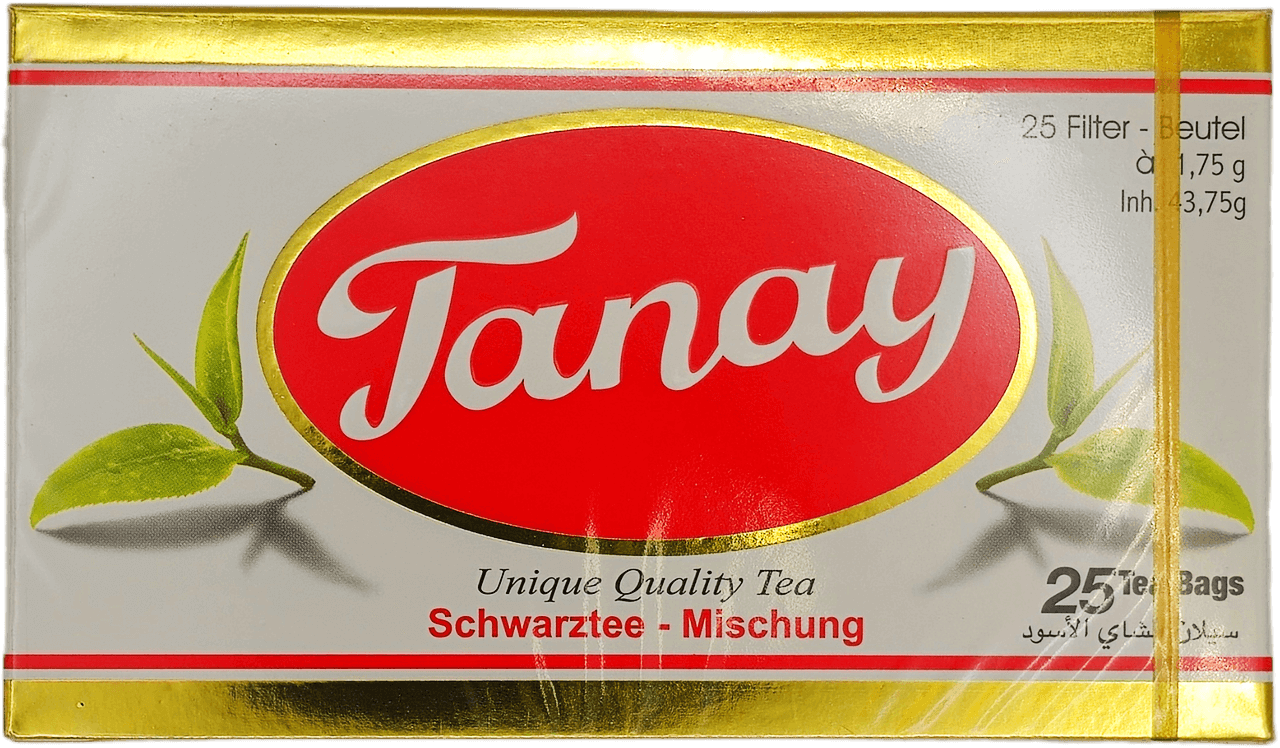 25 Filter - Beutel
à 1,75 g
Inh. 43,75g
Tanay
Unique Quality Tea
Schwarztee - Mischung
25 Tea Bags
سيلان الشاي الأسود